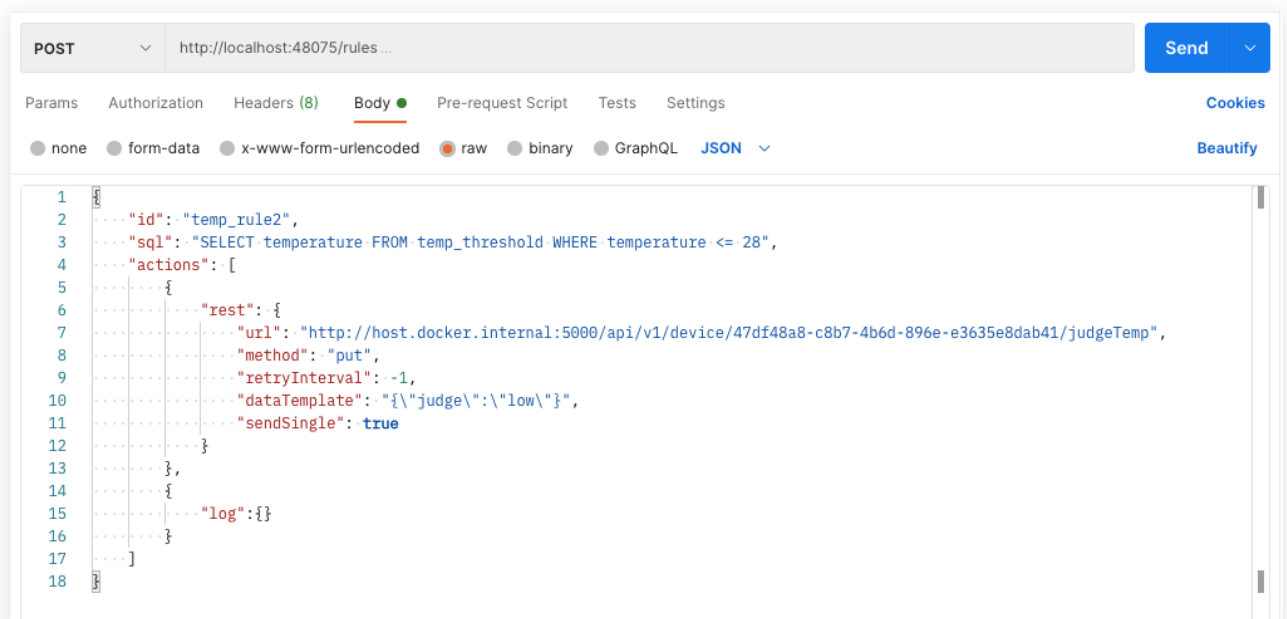 POST http://localhost:48075/rules ... Send
Params Authorization Headers (8) Body Pre-request Script Tests Settings Cookies
none form-data x-www-form-urlencoded raw binary GraphQL JSON Beautify
1 {
2 "id": "temp_rule2",
3 "sql": "SELECT temperature FROM temp_threshold WHERE temperature <= 28",
4 "actions": [
5 {
6 "rest": {
7 "url": "http://host.docker.internal:5000/api/v1/device/47df48a8-c8b7-4b6d-896e-e3635e8dab41/judgeTemp",
8 "method": "put",
9 "retryInterval": -1,
10 "dataTemplate": "{\"judge\":\"low\"}",
11 "sendSingle": true
12 }
13 },
14 {
15 "log":{}
16 }
17 ]
18 }